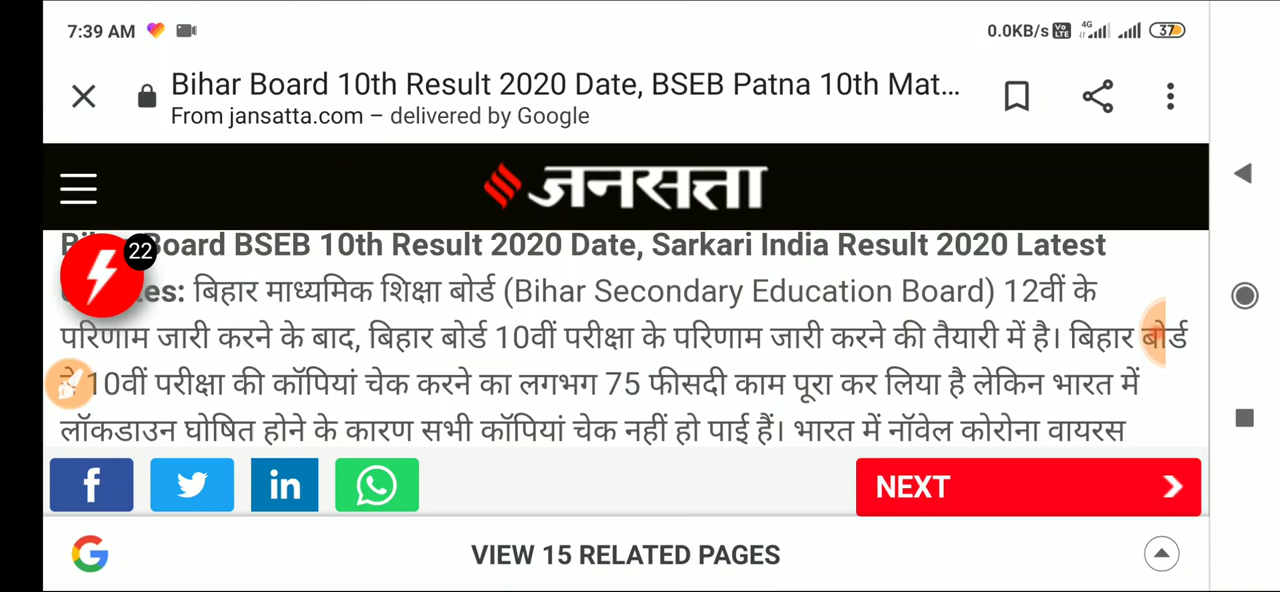 7:39 AM 0.0KB/s Vo LTE 4G 37
Bihar Board 10th Result 2020 Date, BSEB Patna 10th Mat...
From jansatta.com – delivered by Google
जनसत्ता
22
Board BSEB 10th Result 2020 Date, Sarkari India Result 2020 Latest
बिहार माध्यमिक शिक्षा बोर्ड (Bihar Secondary Education Board) 12वीं के
परिणाम जारी करने के बाद, बिहार बोर्ड 10वीं परीक्षा के परिणाम जारी करने की तैयारी में है। बिहार बोर्ड
ने 10वीं परीक्षा की कॉपियां चेक करने का लगभग 75 फीसदी काम पूरा कर लिया है लेकिन भारत में
लॉकडाउन घोषित होने के कारण सभी कॉपियां चेक नहीं हो पाई हैं। भारत में नॉवेल कोरोना वायरस
f in NEXT
G VIEW 15 RELATED PAGES